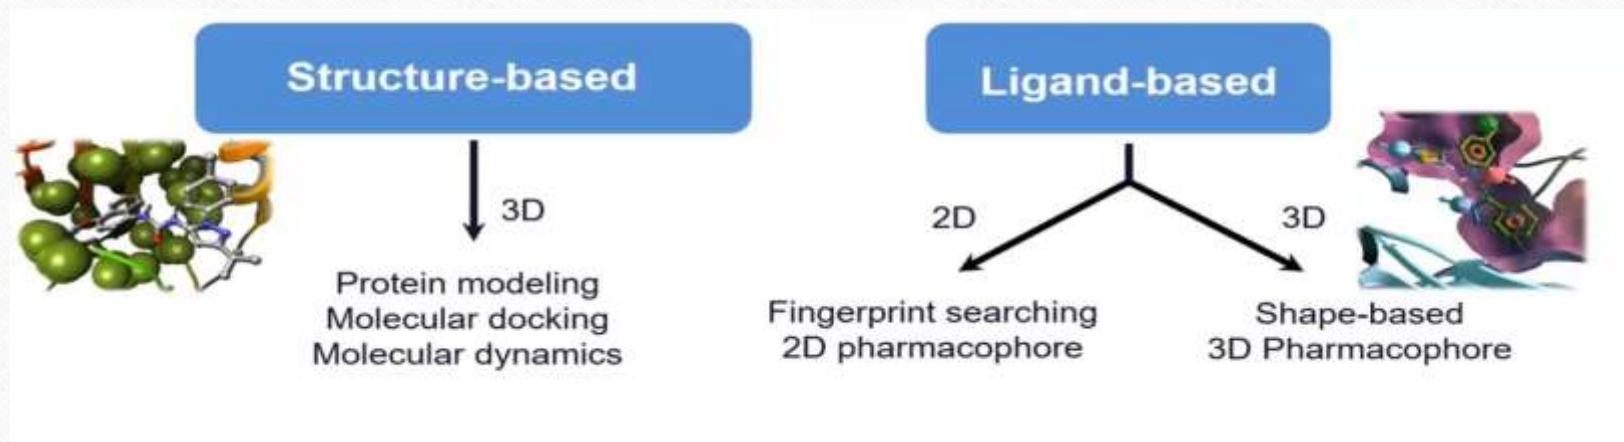 Structure-based
3D
Protein modeling
Molecular docking
Molecular dynamics
Ligand-based
2D
3D
Fingerprint searching
2D pharmacophore
Shape-based
3D Pharmacophore